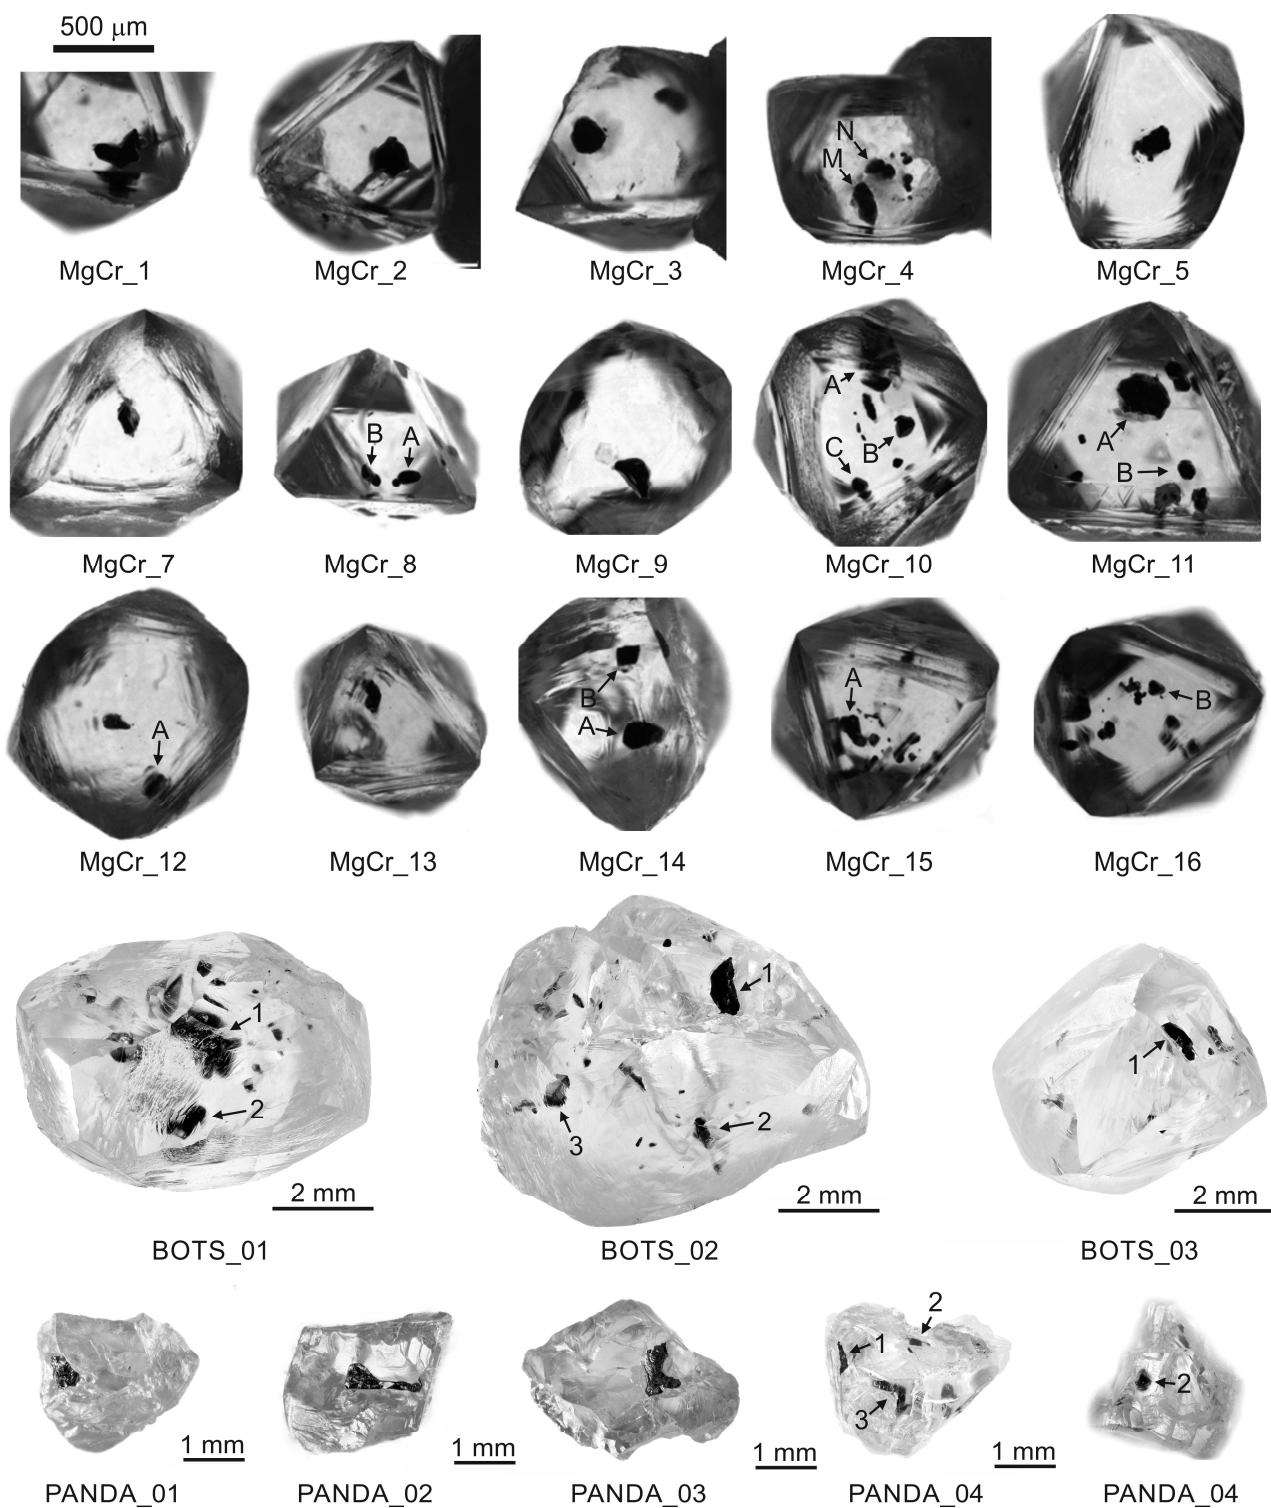 500 μm
N
M
MgCr_1 MgCr_2 MgCr_3 MgCr_4 MgCr_5
B A
A
B
C
A
B
MgCr_7 MgCr_8 MgCr_9 MgCr_10 MgCr_11
A
B
A
A
B
MgCr_12 MgCr_13 MgCr_14 MgCr_15 MgCr_16
1
2
1
2
3
1
2 mm 2 mm 2 mm
BOTS_01 BOTS_02 BOTS_03
2
1
3
2
1 mm 1 mm 1 mm 1 mm
PANDA_01 PANDA_02 PANDA_03 PANDA_04 PANDA_04